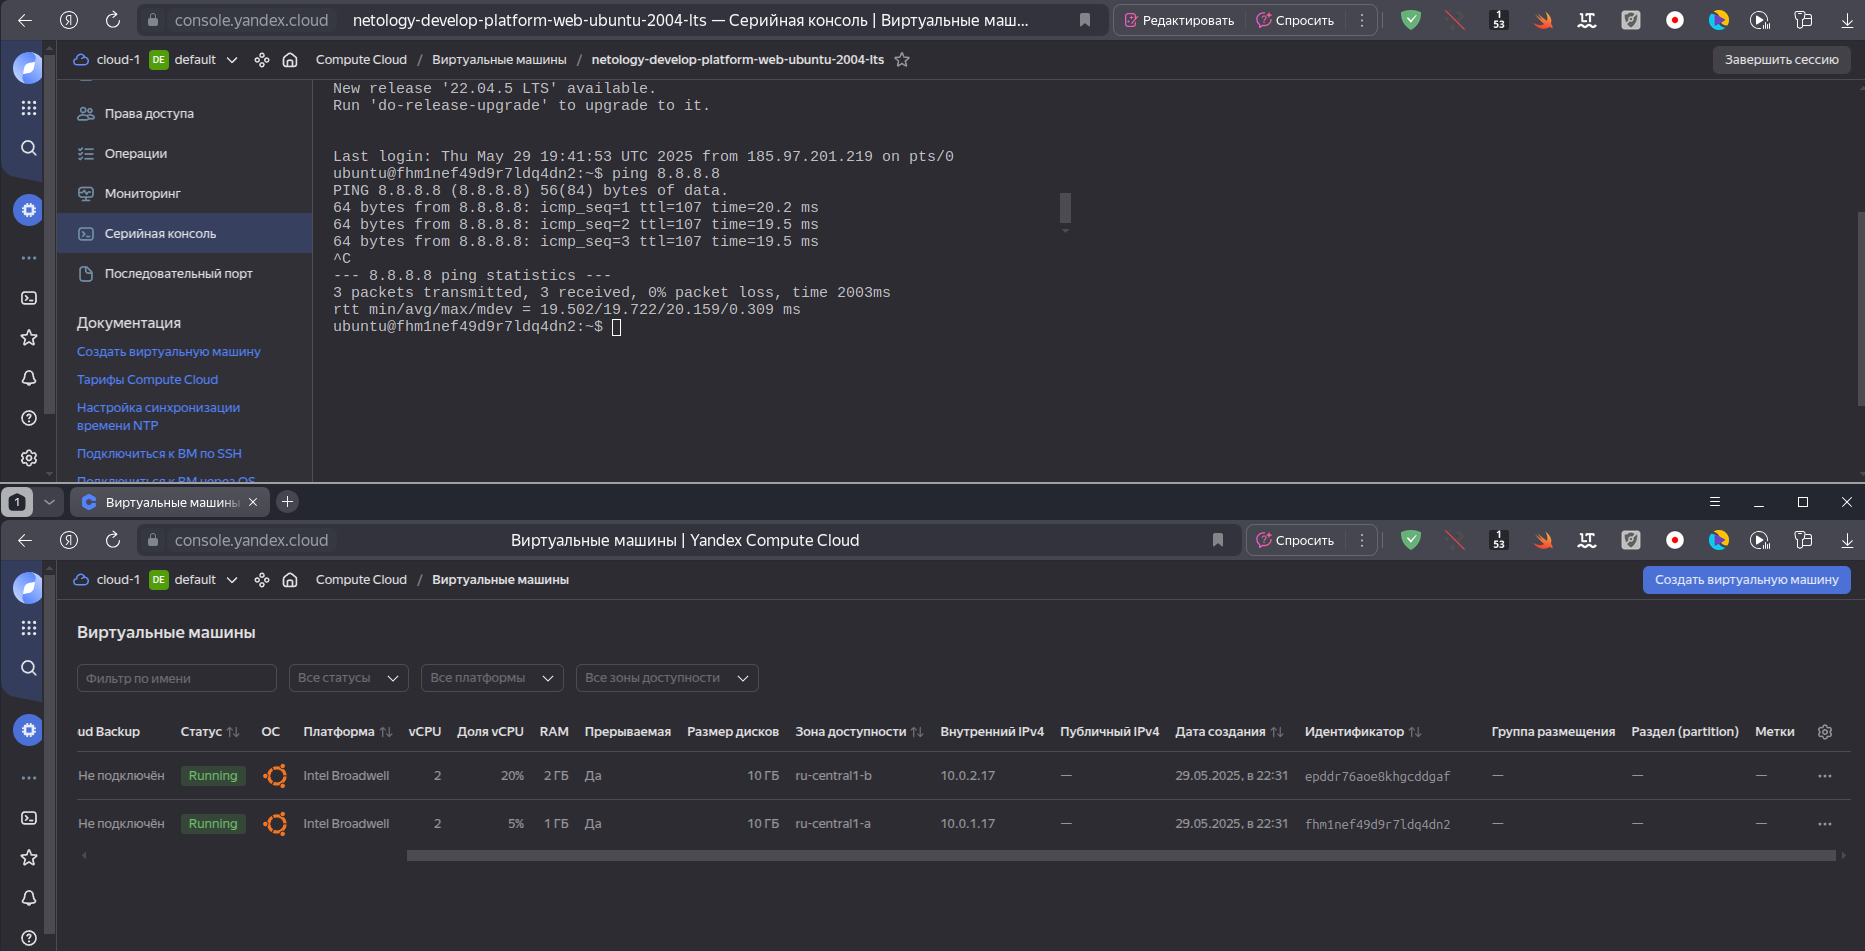 console.yandex.cloud
netology-develop-platform-web-ubuntu-2004-lts — Серийная консоль | Виртуальные маш...
Редактировать
Спросить
1
53
cloud-1
DE
default
Compute Cloud / Виртуальные машины / netology-develop-platform-web-ubuntu-2004-lts
Завершить сессию
Права доступа
Операции
Мониторинг
Серийная консоль
Последовательный порт
Документация
Создать виртуальную машину
Тарифы Compute Cloud
Настройка синхронизации
времени NTP
Подключиться к ВМ по SSH
Подключиться к ВМ через OS
New release '22.04.5 LTS' available.
Run 'do-release-upgrade' to upgrade to it.
Last login: Thu May 29 19:41:53 UTC 2025 from 185.97.201.219 on pts/0
ubuntu@fhm1nef49d9r7ldq4dn2:~$ ping 8.8.8.8
PING 8.8.8.8 (8.8.8.8) 56(84) bytes of data.
64 bytes from 8.8.8.8: icmp_seq=1 ttl=107 time=20.2 ms
64 bytes from 8.8.8.8: icmp_seq=2 ttl=107 time=19.5 ms
64 bytes from 8.8.8.8: icmp_seq=3 ttl=107 time=19.5 ms
^C
--- 8.8.8.8 ping statistics ---
3 packets transmitted, 3 received, 0% packet loss, time 2003ms
rtt min/avg/max/mdev = 19.502/19.722/20.159/0.309 ms
ubuntu@fhm1nef49d9r7ldq4dn2:~$
1
Виртуальные машины
console.yandex.cloud
Виртуальные машины | Yandex Compute Cloud
Спросить
1
53
cloud-1
DE
default
Compute Cloud / Виртуальные машины
Создать виртуальную машину
Виртуальные машины
Фильтр по имени
Все статусы
Все платформы
Все зоны доступности
ud Backup Статус ОС Платформа vCPU Доля vCPU RAM Прерываемая Размер дисков Зона доступности Внутренний IPv4 Публичный IPv4 Дата создания Идентификатор Группа размещения Раздел (partition) Метки
Не подключён Running Intel Broadwell 2 20% 2 ГБ Да 10 ГБ ru-central1-b 10.0.2.17 — 29.05.2025, в 22:31 epddr76aoe8khgcddgaf — — —
Не подключён Running Intel Broadwell 2 5% 1 ГБ Да 10 ГБ ru-central1-a 10.0.1.17 — 29.05.2025, в 22:31 fhm1nef49d9r7ldq4dn2 — — —